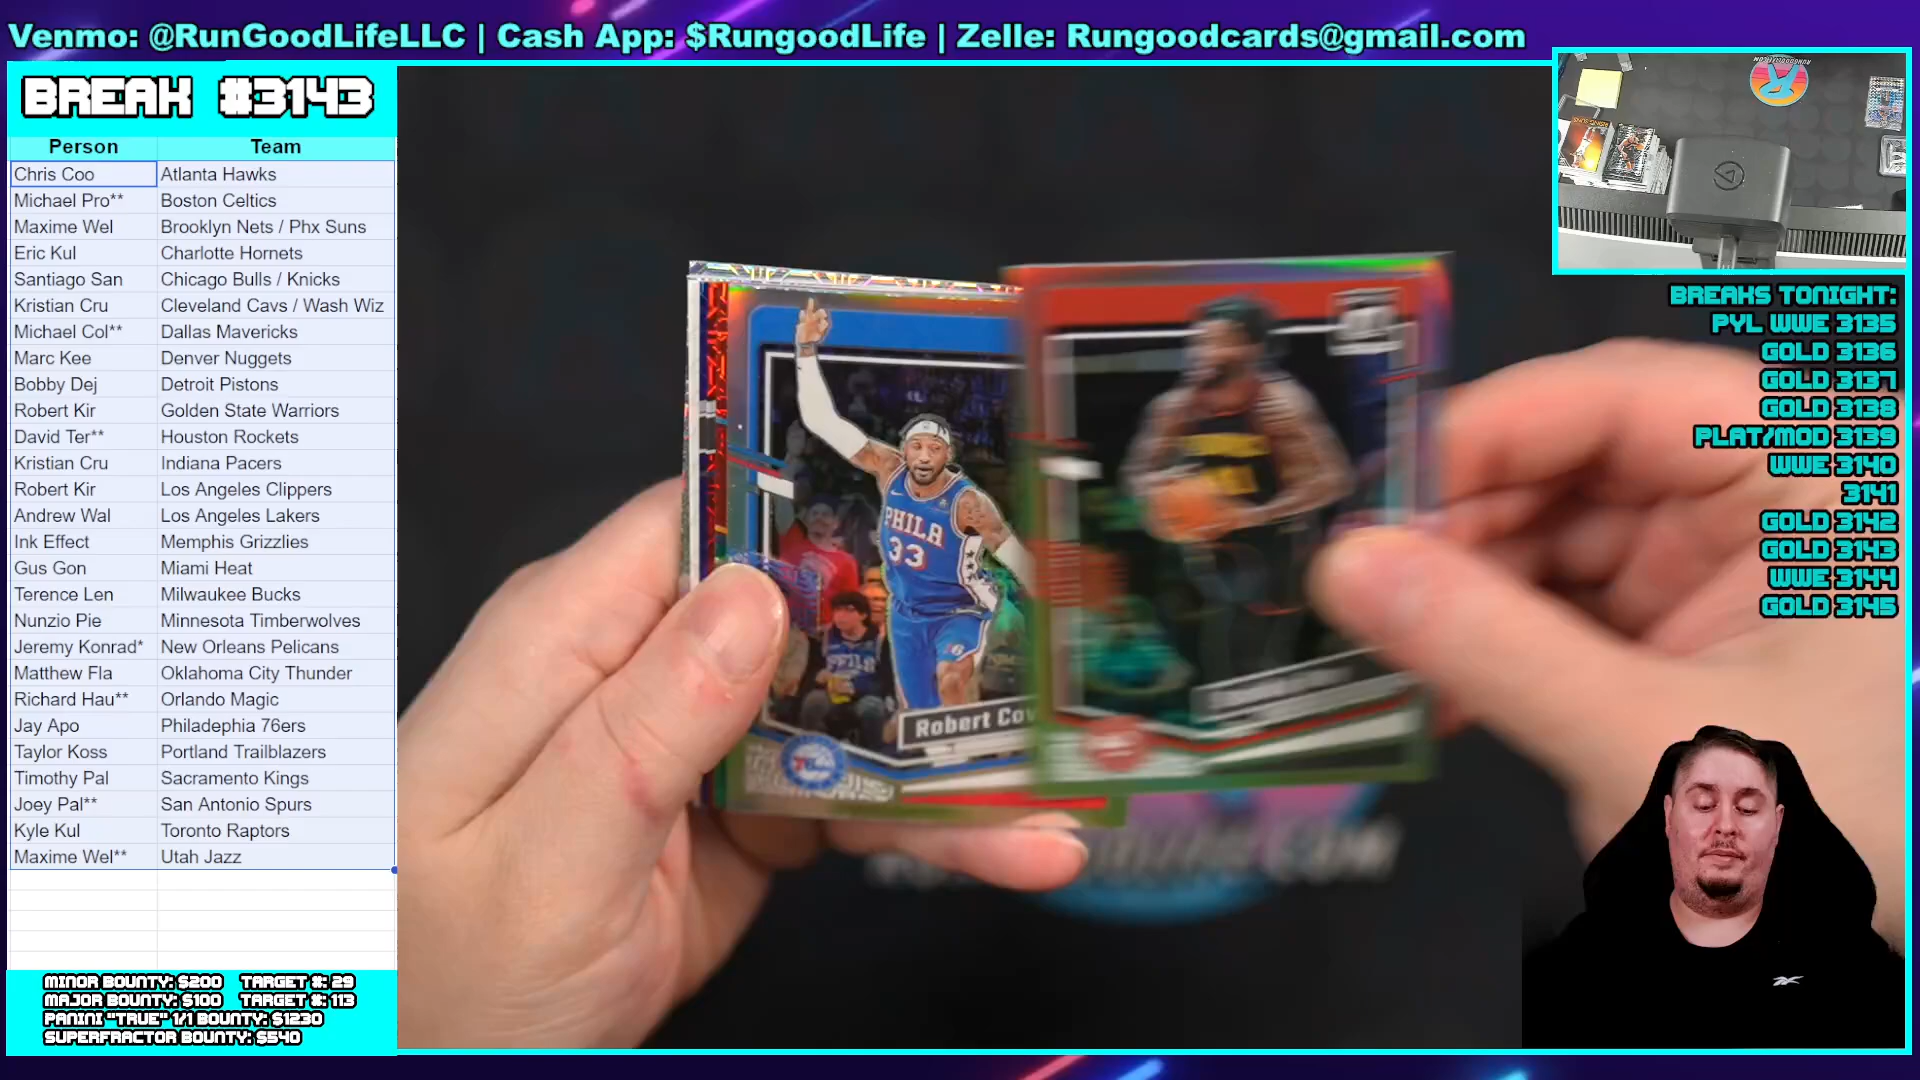 Venmo: @RunGoodLifeLLC | Cash App: $RungoodLife | Zelle: Rungoodcards@gmail.com
BREAK #3143
Person Team
Chris Coo Atlanta Hawks
Michael Pro** Boston Celtics
Maxime Wel Brooklyn Nets / Phx Suns
Eric Kul Charlotte Hornets
Santiago San Chicago Bulls / Knicks
Kristian Cru Cleveland Cavs / Wash Wiz
Michael Col** Dallas Mavericks
Marc Kee Denver Nuggets
Bobby Dej Detroit Pistons
Robert Kir Golden State Warriors
David Ter** Houston Rockets
Kristian Cru Indiana Pacers
Robert Kir Los Angeles Clippers
Andrew Wal Los Angeles Lakers
Ink Effect Memphis Grizzlies
Gus Gon Miami Heat
Terence Len Milwaukee Bucks
Nunzio Pie Minnesota Timberwolves
Jeremy Konrad* New Orleans Pelicans
Matthew Fla Oklahoma City Thunder
Richard Hau** Orlando Magic
Jay Apo Philadephia 76ers
Taylor Koss Portland Trailblazers
Timothy Pal Sacramento Kings
Joey Pal** San Antonio Spurs
Kyle Kul Toronto Raptors
Maxime Wel** Utah Jazz
MINOR BOUNTY: $200 TARGET #: 29
MAJOR BOUNTY: $100 TARGET #: 113
PANINI "TRUE" 1/1 BOUNTY: $1230
SUPERFRACTOR BOUNTY: $540
PHILA
33
Robert Cov
BREAKS TONIGHT:
PYL WWE 3135
GOLD 3136
GOLD 3137
GOLD 3138
PLAT/MOD 3139
WWE 3140
3141
GOLD 3142
GOLD 3143
WWE 3144
GOLD 3145